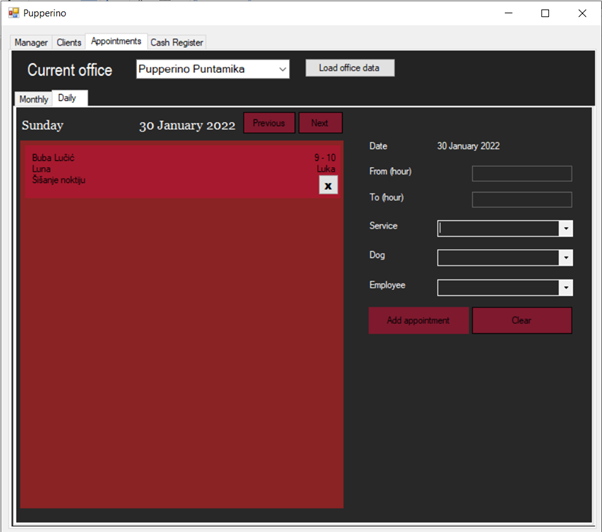 Pupperino
Manager Clients Appointments Cash Register
Current office Pupperino Puntamika Load office data
Monthly Daily
Sunday 30 January 2022 Previous Next
Buba Lučić 9 - 10
Luna Luka
Šišanje noktiju
x
Date 30 January 2022
From (hour)
To (hour)
Service
Dog
Employee
Add appointment Clear